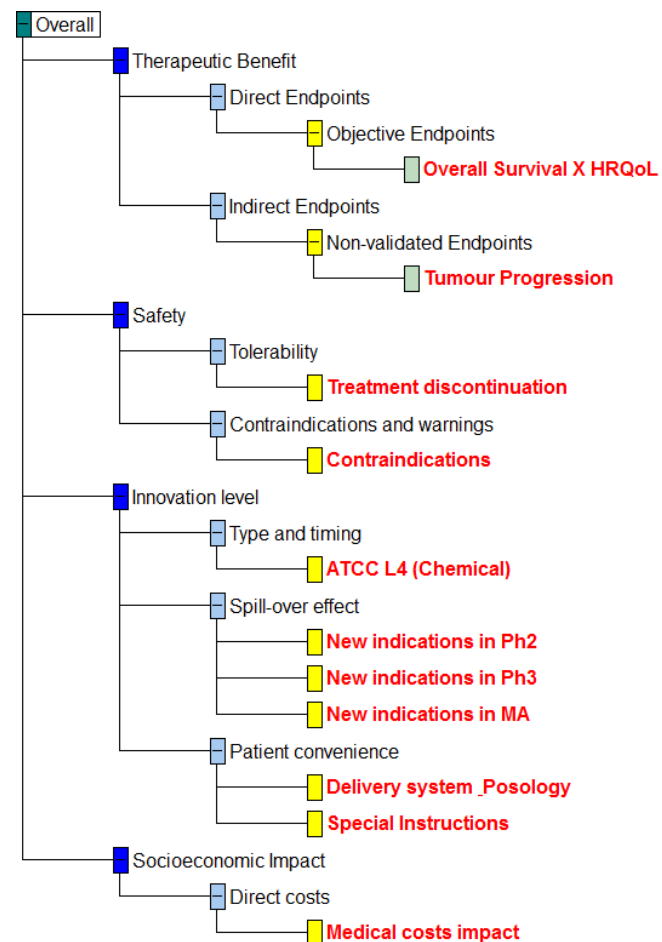 Overall
Therapeutic Benefit
Direct Endpoints
Objective Endpoints
Overall Survival X HRQoL
Indirect Endpoints
Non-validated Endpoints
Tumour Progression
Safety
Tolerability
Treatment discontinuation
Contraindications and warnings
Contraindications
Innovation level
Type and timing
ATCC L4 (Chemical)
Spill-over effect
New indications in Ph2
New indications in Ph3
New indications in MA
Patient convenience
Delivery system _Posology
Special Instructions
Socioeconomic Impact
Direct costs
Medical costs impact